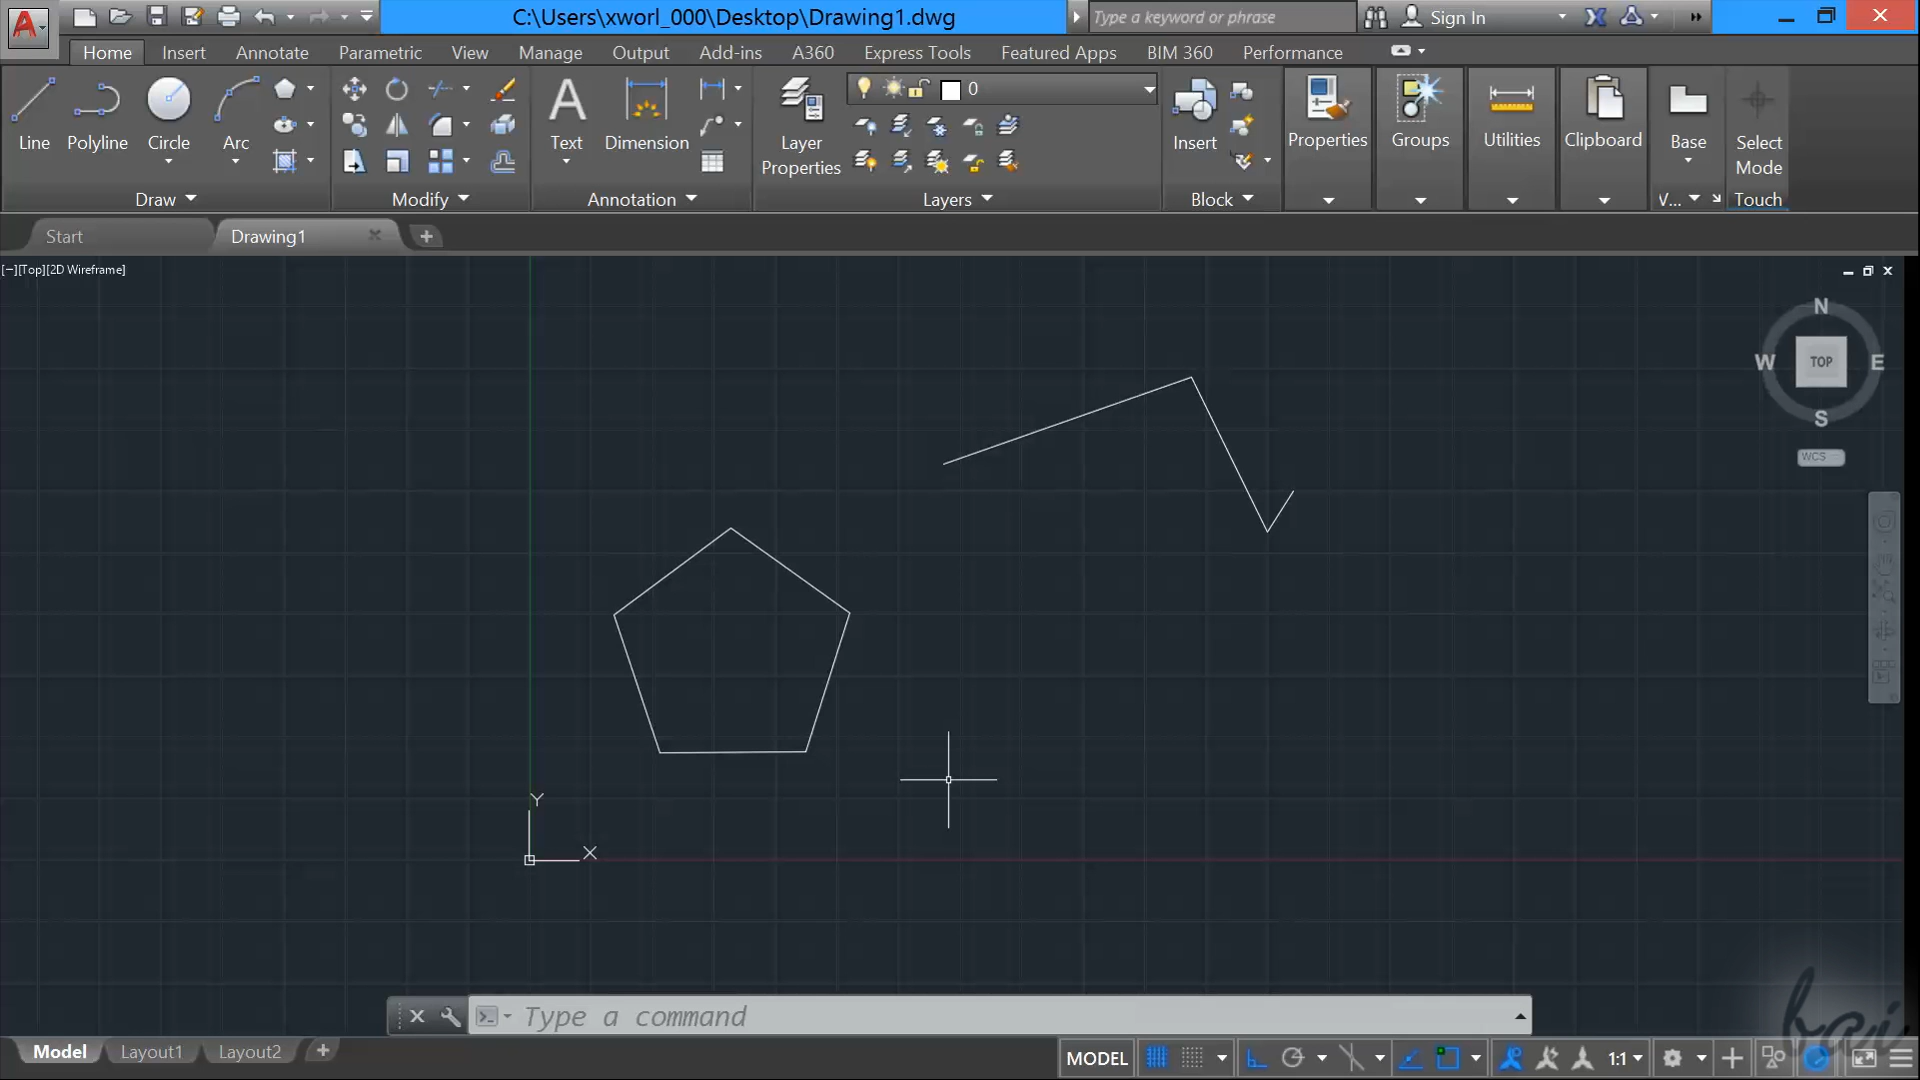 C:\Users\xworl_000\Desktop\Drawing1.dwg
Type a keyword or phrase
Sign In
Home Insert Annotate Parametric View Manage Output Add-ins A360 Express Tools Featured Apps BIM 360 Performance
Line Polyline Circle Arc
Text Dimension
Layer Properties
0
Insert
Properties Groups Utilities Clipboard Base
Select Mode
Draw Modify Annotation Layers Block V... Touch
Start Drawing1
[−][Top][2D Wireframe]
N
W TOP E
S
WCS
Y
X
Type a command
Model Layout1 Layout2
MODEL 1:1
bai